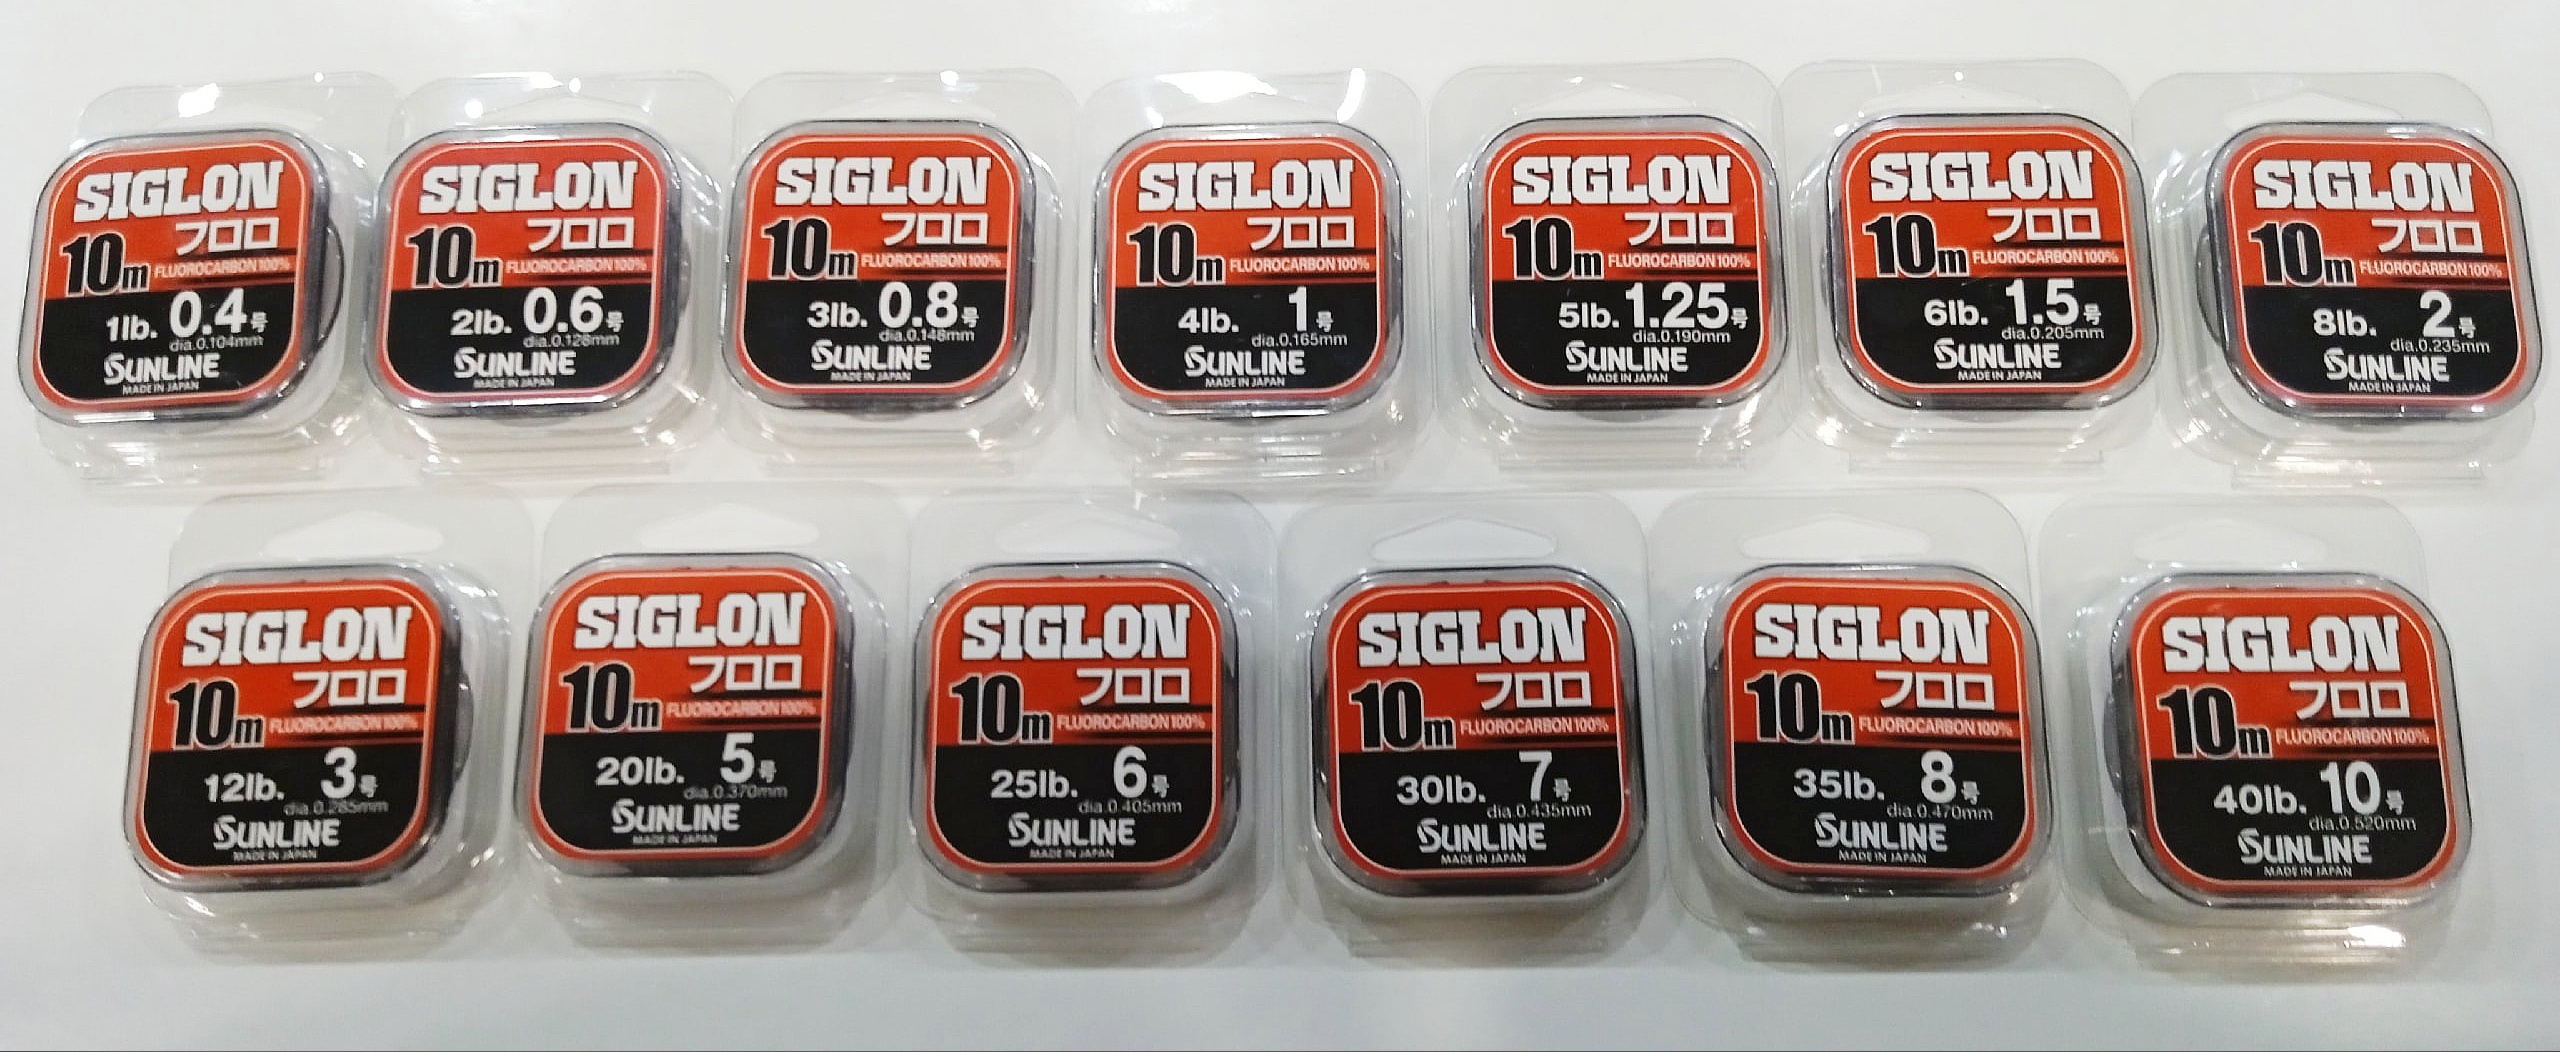 SIGLON
フロロ
10m FLUOROCARBON 100%
1lb. 0.4号
dia.0.104mm
SUNLINE
MADE IN JAPAN
SIGLON
フロロ
10m FLUOROCARBON 100%
2lb. 0.6号
dia.0.128mm
SUNLINE
MADE IN JAPAN
SIGLON
フロロ
10m FLUOROCARBON 100%
3lb. 0.8号
dia.0.148mm
SUNLINE
MADE IN JAPAN
SIGLON
フロロ
10m FLUOROCARBON 100%
4lb. 1号
dia.0.165mm
SUNLINE
MADE IN JAPAN
SIGLON
フロロ
10m FLUOROCARBON 100%
5lb. 1.25号
dia.0.190mm
SUNLINE
MADE IN JAPAN
SIGLON
フロロ
10m FLUOROCARBON 100%
6lb. 1.5号
dia.0.205mm
SUNLINE
MADE IN JAPAN
SIGLON
フロロ
10m FLUOROCARBON 100%
8lb. 2号
dia.0.235mm
SUNLINE
MADE IN JAPAN
SIGLON
フロロ
10m FLUOROCARBON 100%
12lb. 3号
dia.0.285mm
SUNLINE
MADE IN JAPAN
SIGLON
フロロ
10m FLUOROCARBON 100%
20lb. 5号
dia.0.370mm
SUNLINE
MADE IN JAPAN
SIGLON
フロロ
10m FLUOROCARBON 100%
25lb. 6号
dia.0.405mm
SUNLINE
MADE IN JAPAN
SIGLON
フロロ
10m FLUOROCARBON 100%
30lb. 7号
dia.0.435mm
SUNLINE
MADE IN JAPAN
SIGLON
フロロ
10m FLUOROCARBON 100%
35lb. 8号
dia.0.470mm
SUNLINE
MADE IN JAPAN
SIGLON
フロロ
10m FLUOROCARBON 100%
40lb. 10号
dia.0.520mm
SUNLINE
MADE IN JAPAN